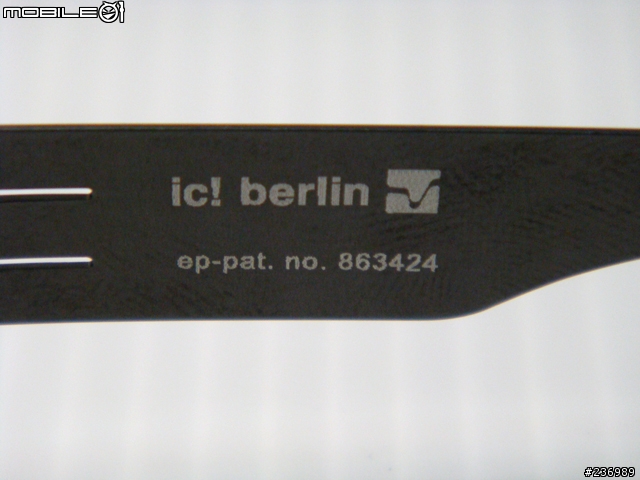 MOBILE01
ic! berlin
ep-pat. no. 863424
#236989